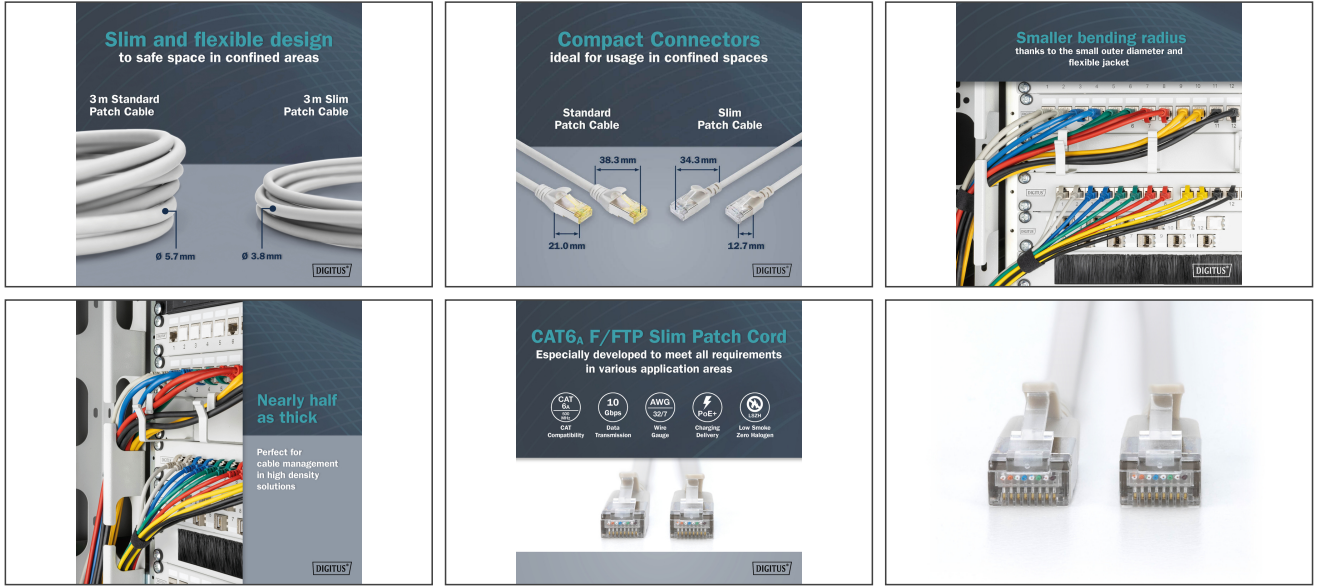 Slim and flexible design
to safe space in confined areas
3 m Standard
Patch Cable
3 m Slim
Patch Cable
Ø 5.7 mm
Ø 3.8 mm
DIGITUS®
Compact Connectors
ideal for usage in confined spaces
Standard
Patch Cable
Slim
Patch Cable
38.3 mm
34.3 mm
21.0 mm
12.7 mm
DIGITUS®
Smaller bending radius
thanks to the small outer diameter and
flexible jacket
DIGITUS®
Nearly half
as thick
Perfect for
cable management
in high density
solutions
DIGITUS®
CAT6A F/FTP Slim Patch Cord
Especially developed to meet all requirements
in various application areas
CAT
6A
500
MHz
CAT
Compatibility
10
Gbps
Data
Transmission
AWG
32/7
Wire
Gauge
PoE+
Charging
Delivery
LSZH
Low Smoke
Zero Halogen
DIGITUS®